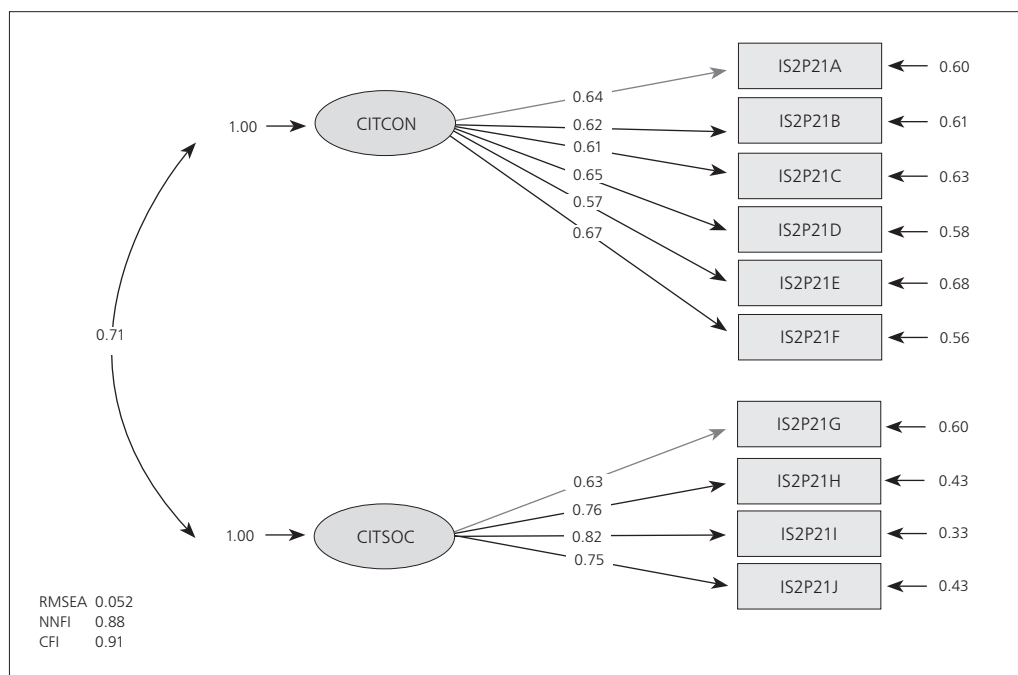 IS2P21A
0.60
0.64
1.00
CITCON
IS2P21B
0.61
0.62
0.61
IS2P21C
0.63
0.65
0.57
IS2P21D
0.58
0.67
IS2P21E
0.68
0.71
IS2P21F
0.56
IS2P21G
0.60
0.63
IS2P21H
0.43
0.76
1.00
CITSOC
0.82
IS2P21I
0.33
0.75
IS2P21J
0.43
RMSEA 0.052
NNFI 0.88
CFI 0.91